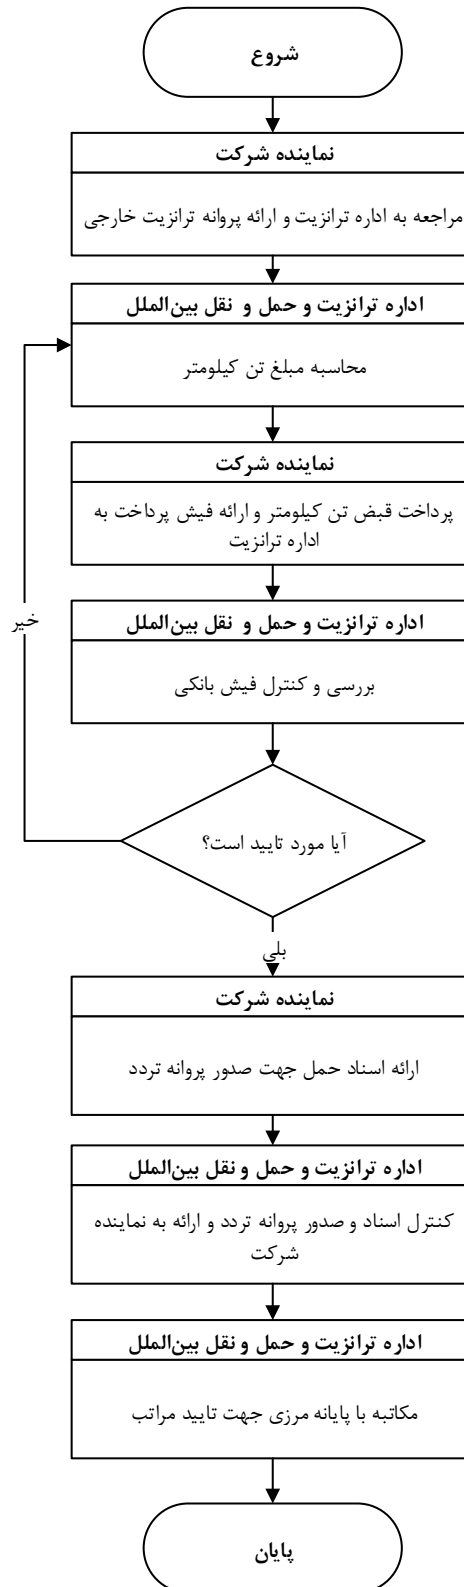 شروع
نماینده شرکت
مراجعه به اداره ترانزیت و ارائه پروانه ترانزیت خارجی
اداره ترانزیت و حمل و نقل بین‌الملل
محاسبه مبلغ تن کیلومتر
نماینده شرکت
پرداخت قبض تن کیلومتر و ارائه فیش پرداخت به
اداره ترانزیت
اداره ترانزیت و حمل و نقل بین‌الملل
خیر
بررسی و کنترل فیش بانکی
آیا مورد تایید است؟
بلی
نماینده شرکت
ارائه اسناد حمل جهت صدور پروانه تردد
اداره ترانزیت و حمل و نقل بین‌الملل
کنترل اسناد و صدور پروانه تردد و ارائه به نماینده
شرکت
اداره ترانزیت و حمل و نقل بین‌الملل
مکاتبه با پایانه مرزی جهت تایید مراتب
پایان